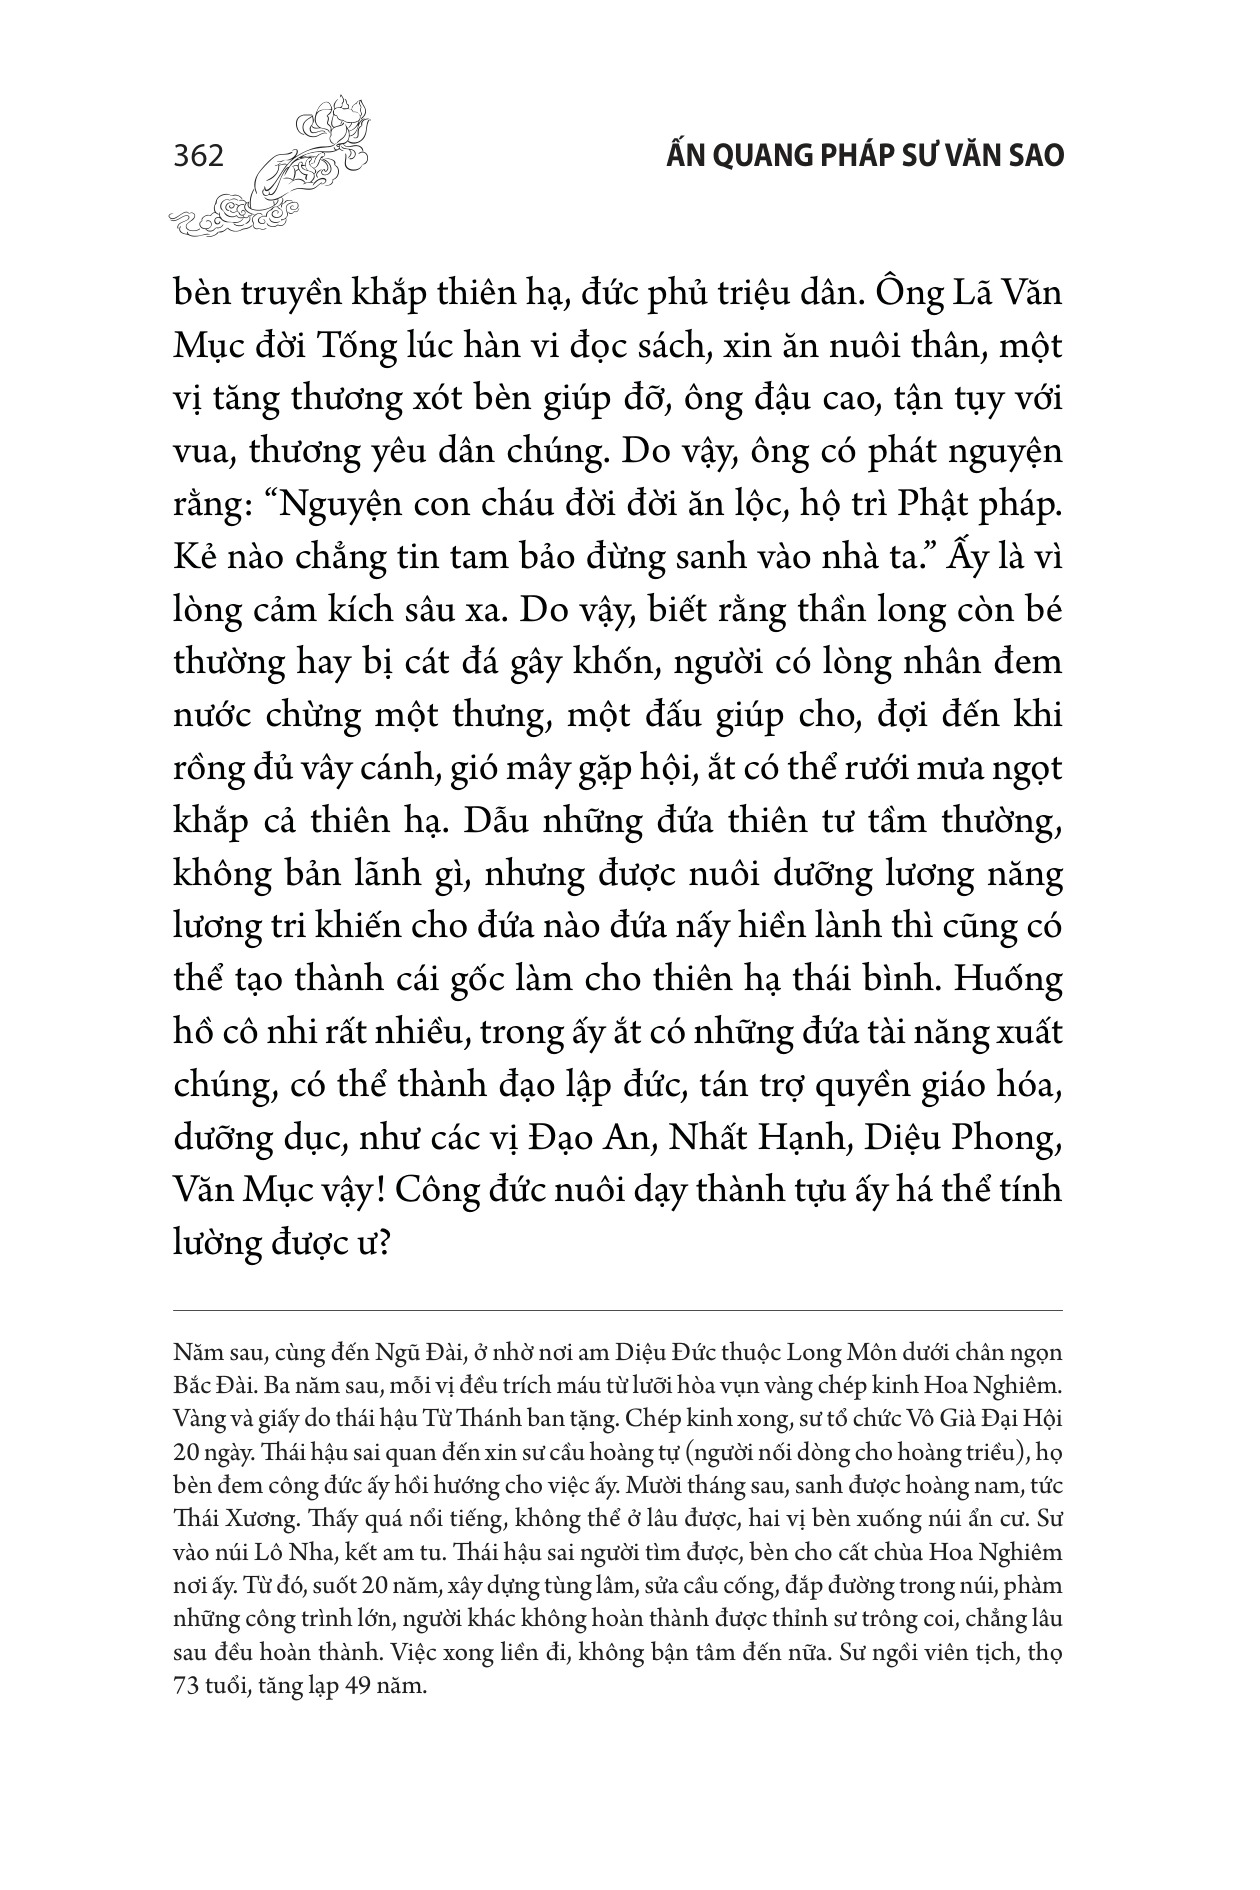 362
ẤN QUANG PHÁP SƯ VĂN SAO
bèn truyền khắp thiên hạ, đức phủ triệu dân. Ông Lã Văn
Mục đời Tống lúc hàn vi đọc sách, xin ăn nuôi thân, một
vị tăng thương xót bèn giúp đỡ, ông đậu cao, tận tụy với
vua, thương yêu dân chúng. Do vậy, ông có phát nguyện
rằng: “Nguyện con cháu đời đời ăn lộc, hộ trì Phật pháp.
Kẻ nào chẳng tin tam bảo đừng sanh vào nhà ta.” Ấy là vì
lòng cảm kích sâu xa. Do vậy, biết rằng thần long còn bé
thường hay bị cát đá gây khốn, người có lòng nhân đem
nước chừng một thưng, một đấu giúp cho, đợi đến khi
rồng đủ vây cánh, gió mây gặp hội, ắt có thể rưới mưa ngọt
khắp cả thiên hạ. Dẫu những đứa thiên tư tầm thường,
không bản lãnh gì, nhưng được nuôi dưỡng lương năng
lương tri khiến cho đứa nào đứa nấy hiền lành thì cũng có
thể tạo thành cái gốc làm cho thiên hạ thái bình. Huống
hồ cô nhi rất nhiều, trong ấy ắt có những đứa tài năng xuất
chúng, có thể thành đạo lập đức, tán trợ quyền giáo hóa,
dưỡng dục, như các vị Đạo An, Nhất Hạnh, Diệu Phong,
Văn Mục vậy! Công đức nuôi dạy thành tựu ấy há thể tính
lường được ư?
Năm sau, cùng đến Ngũ Đài, ở nhờ nơi am Diệu Đức thuộc Long Môn dưới chân ngọn
Bắc Đài. Ba năm sau, mỗi vị đều trích máu từ lưỡi hòa vụn vàng chép kinh Hoa Nghiêm.
Vàng và giấy do thái hậu Từ Thánh ban tặng. Chép kinh xong, sư tổ chức Vô Già Đại Hội
20 ngày. Thái hậu sai quan đến xin sư cầu hoàng tự (người nối dòng cho hoàng triều), họ
bèn đem công đức ấy hồi hướng cho việc ấy. Mười tháng sau, sanh được hoàng nam, tức
Thái Xương. Thấy quá nổi tiếng, không thể ở lâu được, hai vị bèn xuống núi ẩn cư. Sư
vào núi Lô Nha, kết am tu. Thái hậu sai người tìm được, bèn cho cất chùa Hoa Nghiêm
nơi ấy. Từ đó, suốt 20 năm, xây dựng tùng lâm, sửa cầu cống, đắp đường trong núi, phàm
những công trình lớn, người khác không hoàn thành được thỉnh sư trông coi, chẳng lâu
sau đều hoàn thành. Việc xong liền đi, không bận tâm đến nữa. Sư ngồi viên tịch, thọ
73 tuổi, tăng lạp 49 năm.